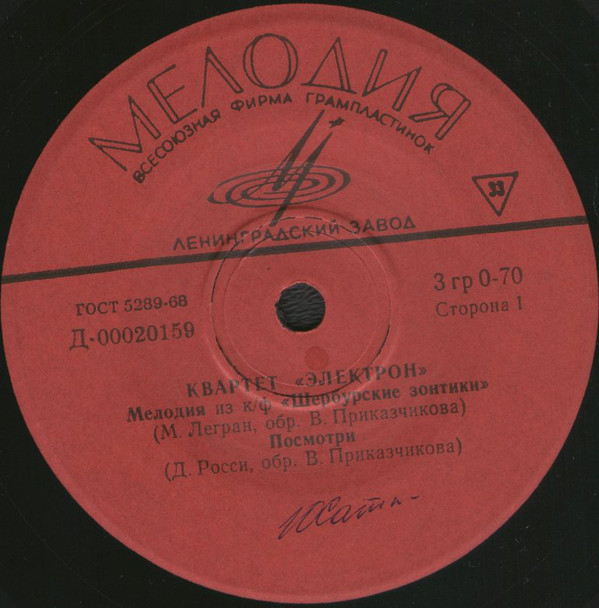 МЕЛОДИЯ
ВСЕСОЮЗНАЯ ФИРМА ГРАМПЛАСТИНОК
33
ЛЕНИНГРАДСКИЙ ЗАВОД
ГОСТ 5289-68
Д-00020159
3 гр 0-70
Сторона 1
КВАРТЕТ «ЭЛЕКТРОН»
Мелодия из к/ф «Шербурские зонтики»
(М. Легран, обр. В. Приказчикова)
Посмотри
(Д. Росси, обр. В. Приказчикова)